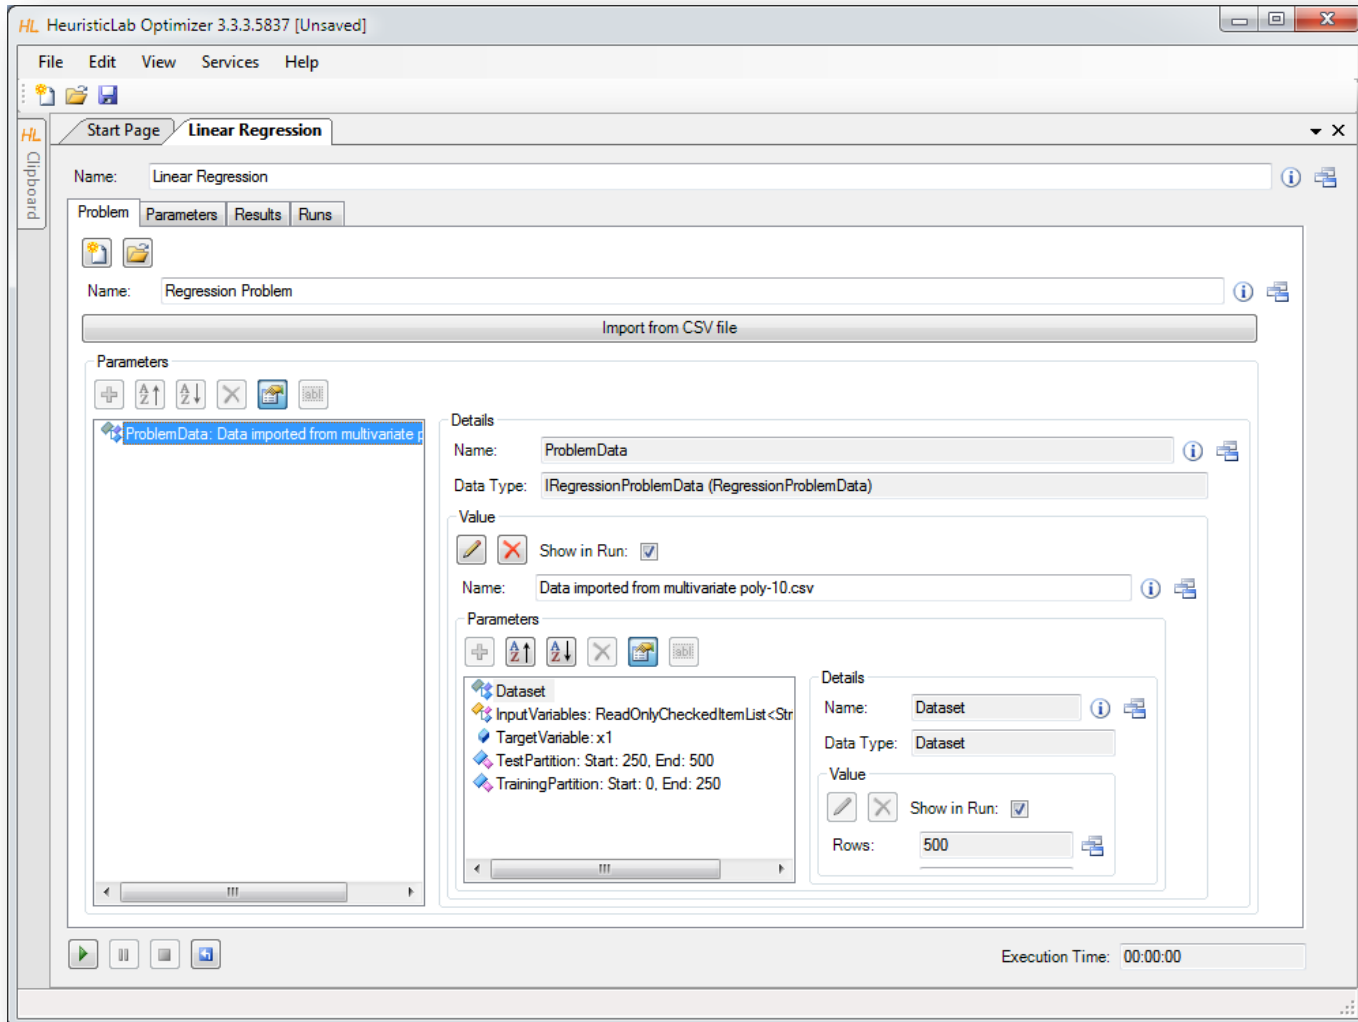 HL HeuristicLab Optimizer 3.3.3.5837 [Unsaved]
File Edit View Services Help
HL Clipboard
Start Page Linear Regression
Name: Linear Regression
Problem Parameters Results Runs
Name: Regression Problem
Import from CSV file
Parameters
ProblemData: Data imported from multivariate p
Details
Name: ProblemData
Data Type: IRegressionProblemData (RegressionProblemData)
Value
Show in Run:
Name: Data imported from multivariate poly-10.csv
Parameters
Dataset
InputVariables: ReadOnlyCheckedItemList<Str
TargetVariable: x1
TestPartition: Start: 250, End: 500
TrainingPartition: Start: 0, End: 250
Details
Name: Dataset
Data Type: Dataset
Value
Show in Run:
Rows: 500
Execution Time: 00:00:00